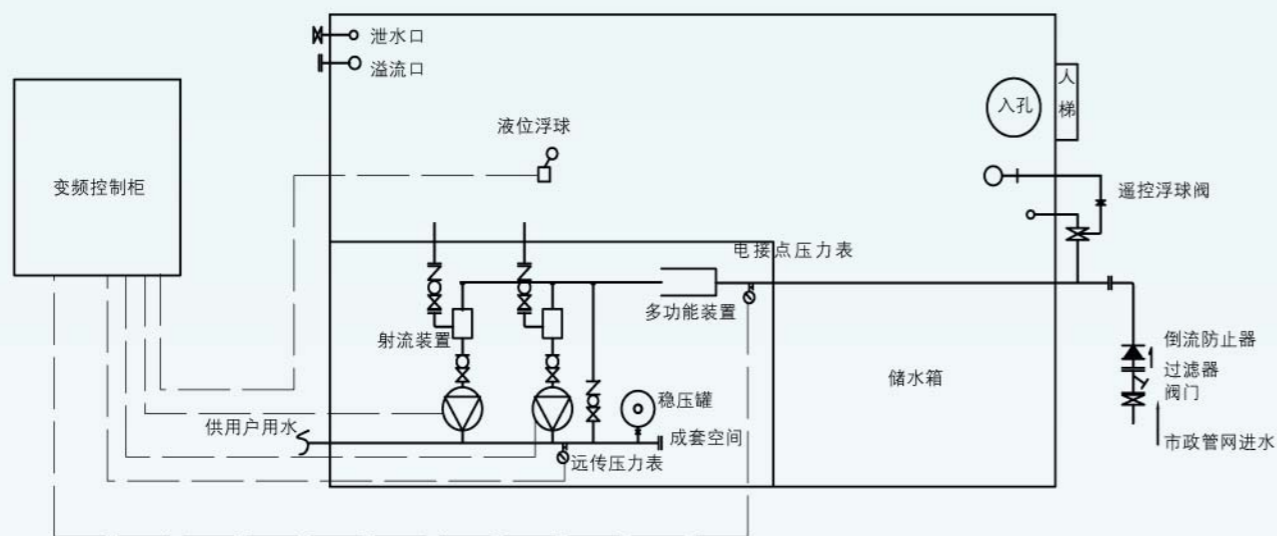 泄水口
溢流口
人梯
入孔
液位浮球
变频控制柜
遥控浮球阀
电接点压力表
多功能装置
射流装置
倒流防止器
过滤器
阀门
储水箱
稳压罐
供用户用水
成套空间
市政管网进水
远传压力表